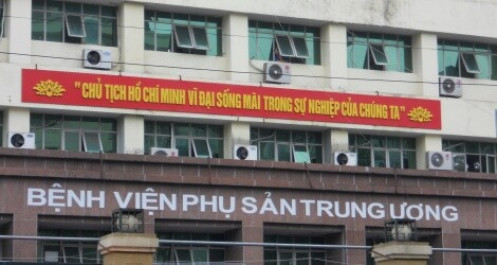 "CHỦ TỊCH HỒ CHÍ MINH VĨ ĐẠI SỐNG MÃI TRONG SỰ NGHIỆP CỦA CHÚNG TA"
BỆNH VIỆN PHỤ SẢN TRUNG ƯƠNG